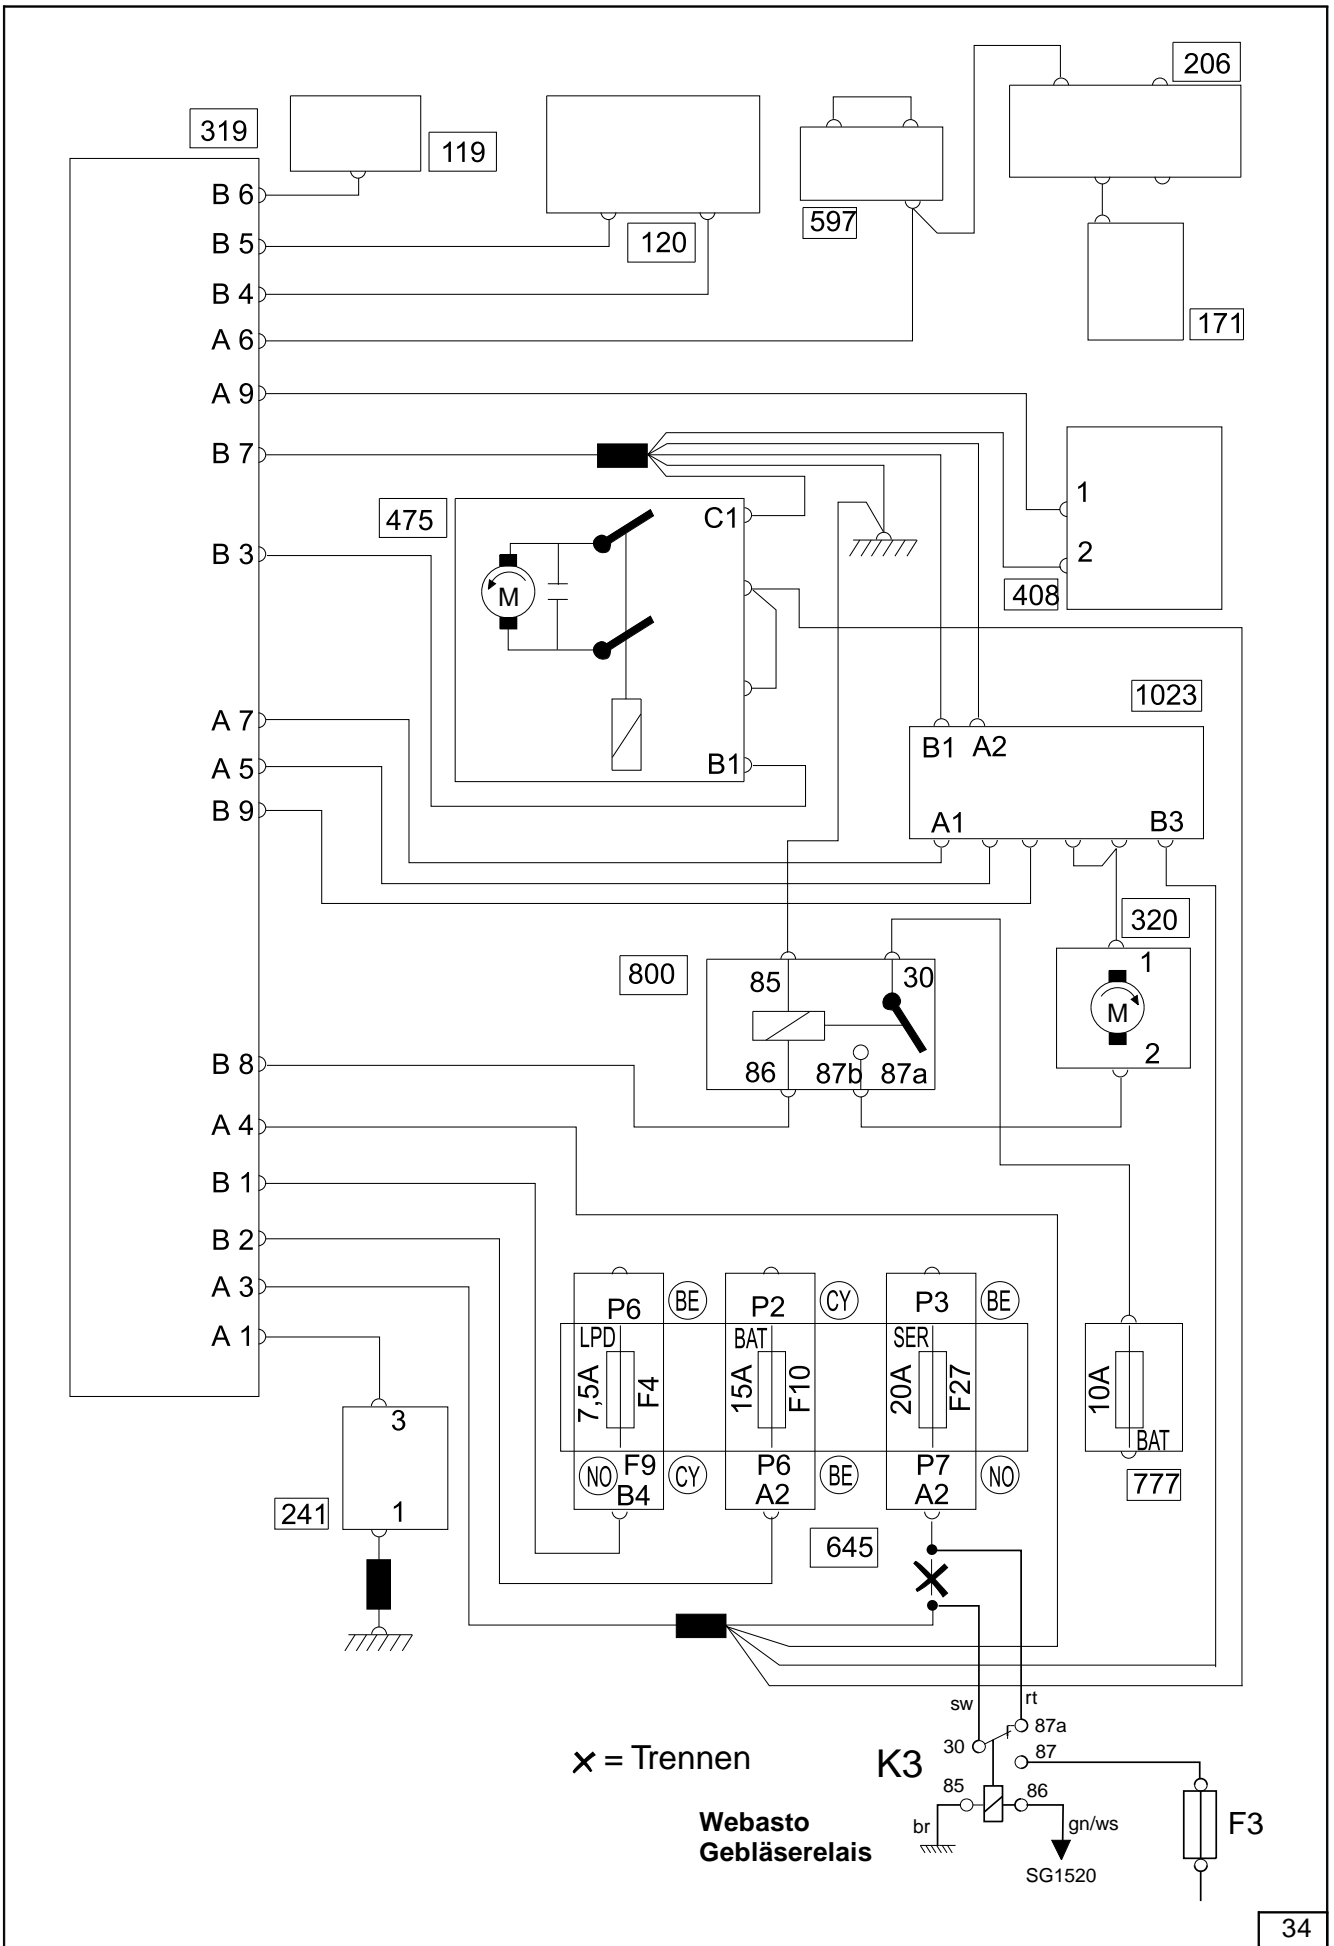 206
319
119
120
597
171
B 6
B 5
B 4
A 6
A 9
B 7
B 3
A 7
A 5
B 9
B 8
A 4
B 1
B 2
A 3
A 1
475
C1
M
B1
1
2
408
1023
B1 A2
A1 B3
320
1
M
2
800
85 30
86 87b 87a
P6 BE P2 CY P3 BE
LPD BAT SER
7,5A F4 15A F10 20A F27 10A
BAT
NO F9 CY P6 BE P7 NO
B4 A2 A2
777
3
1
241
645
sw rt
87a
30 87
K3
85 86
br gn/ws
SG1520
F3
x = Trennen
Webasto
Gebläserelais
34